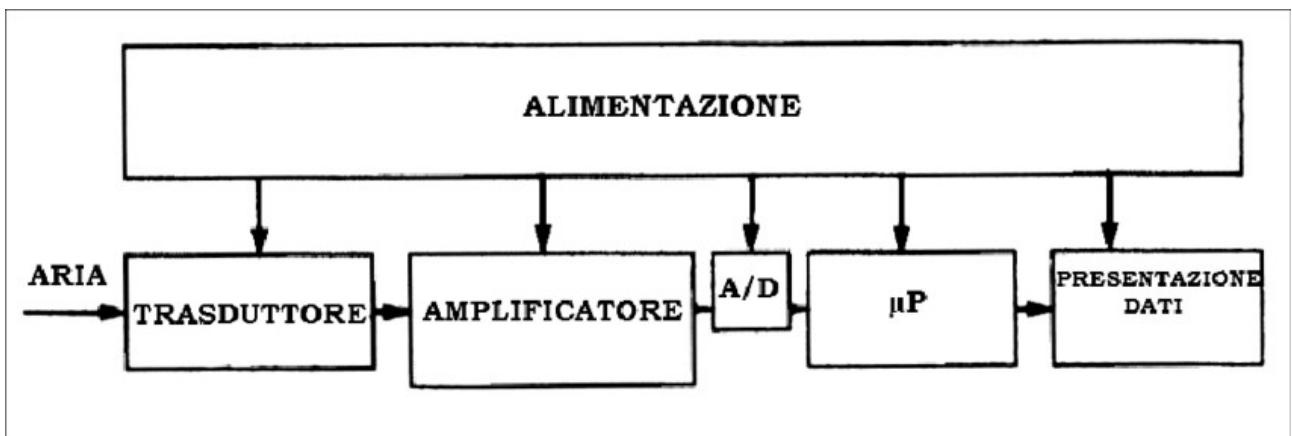 ALIMENTAZIONE
ARIA
TRASDUTTORE
AMPLIFICATORE
A/D
µP
PRESENTAZIONE
DATI